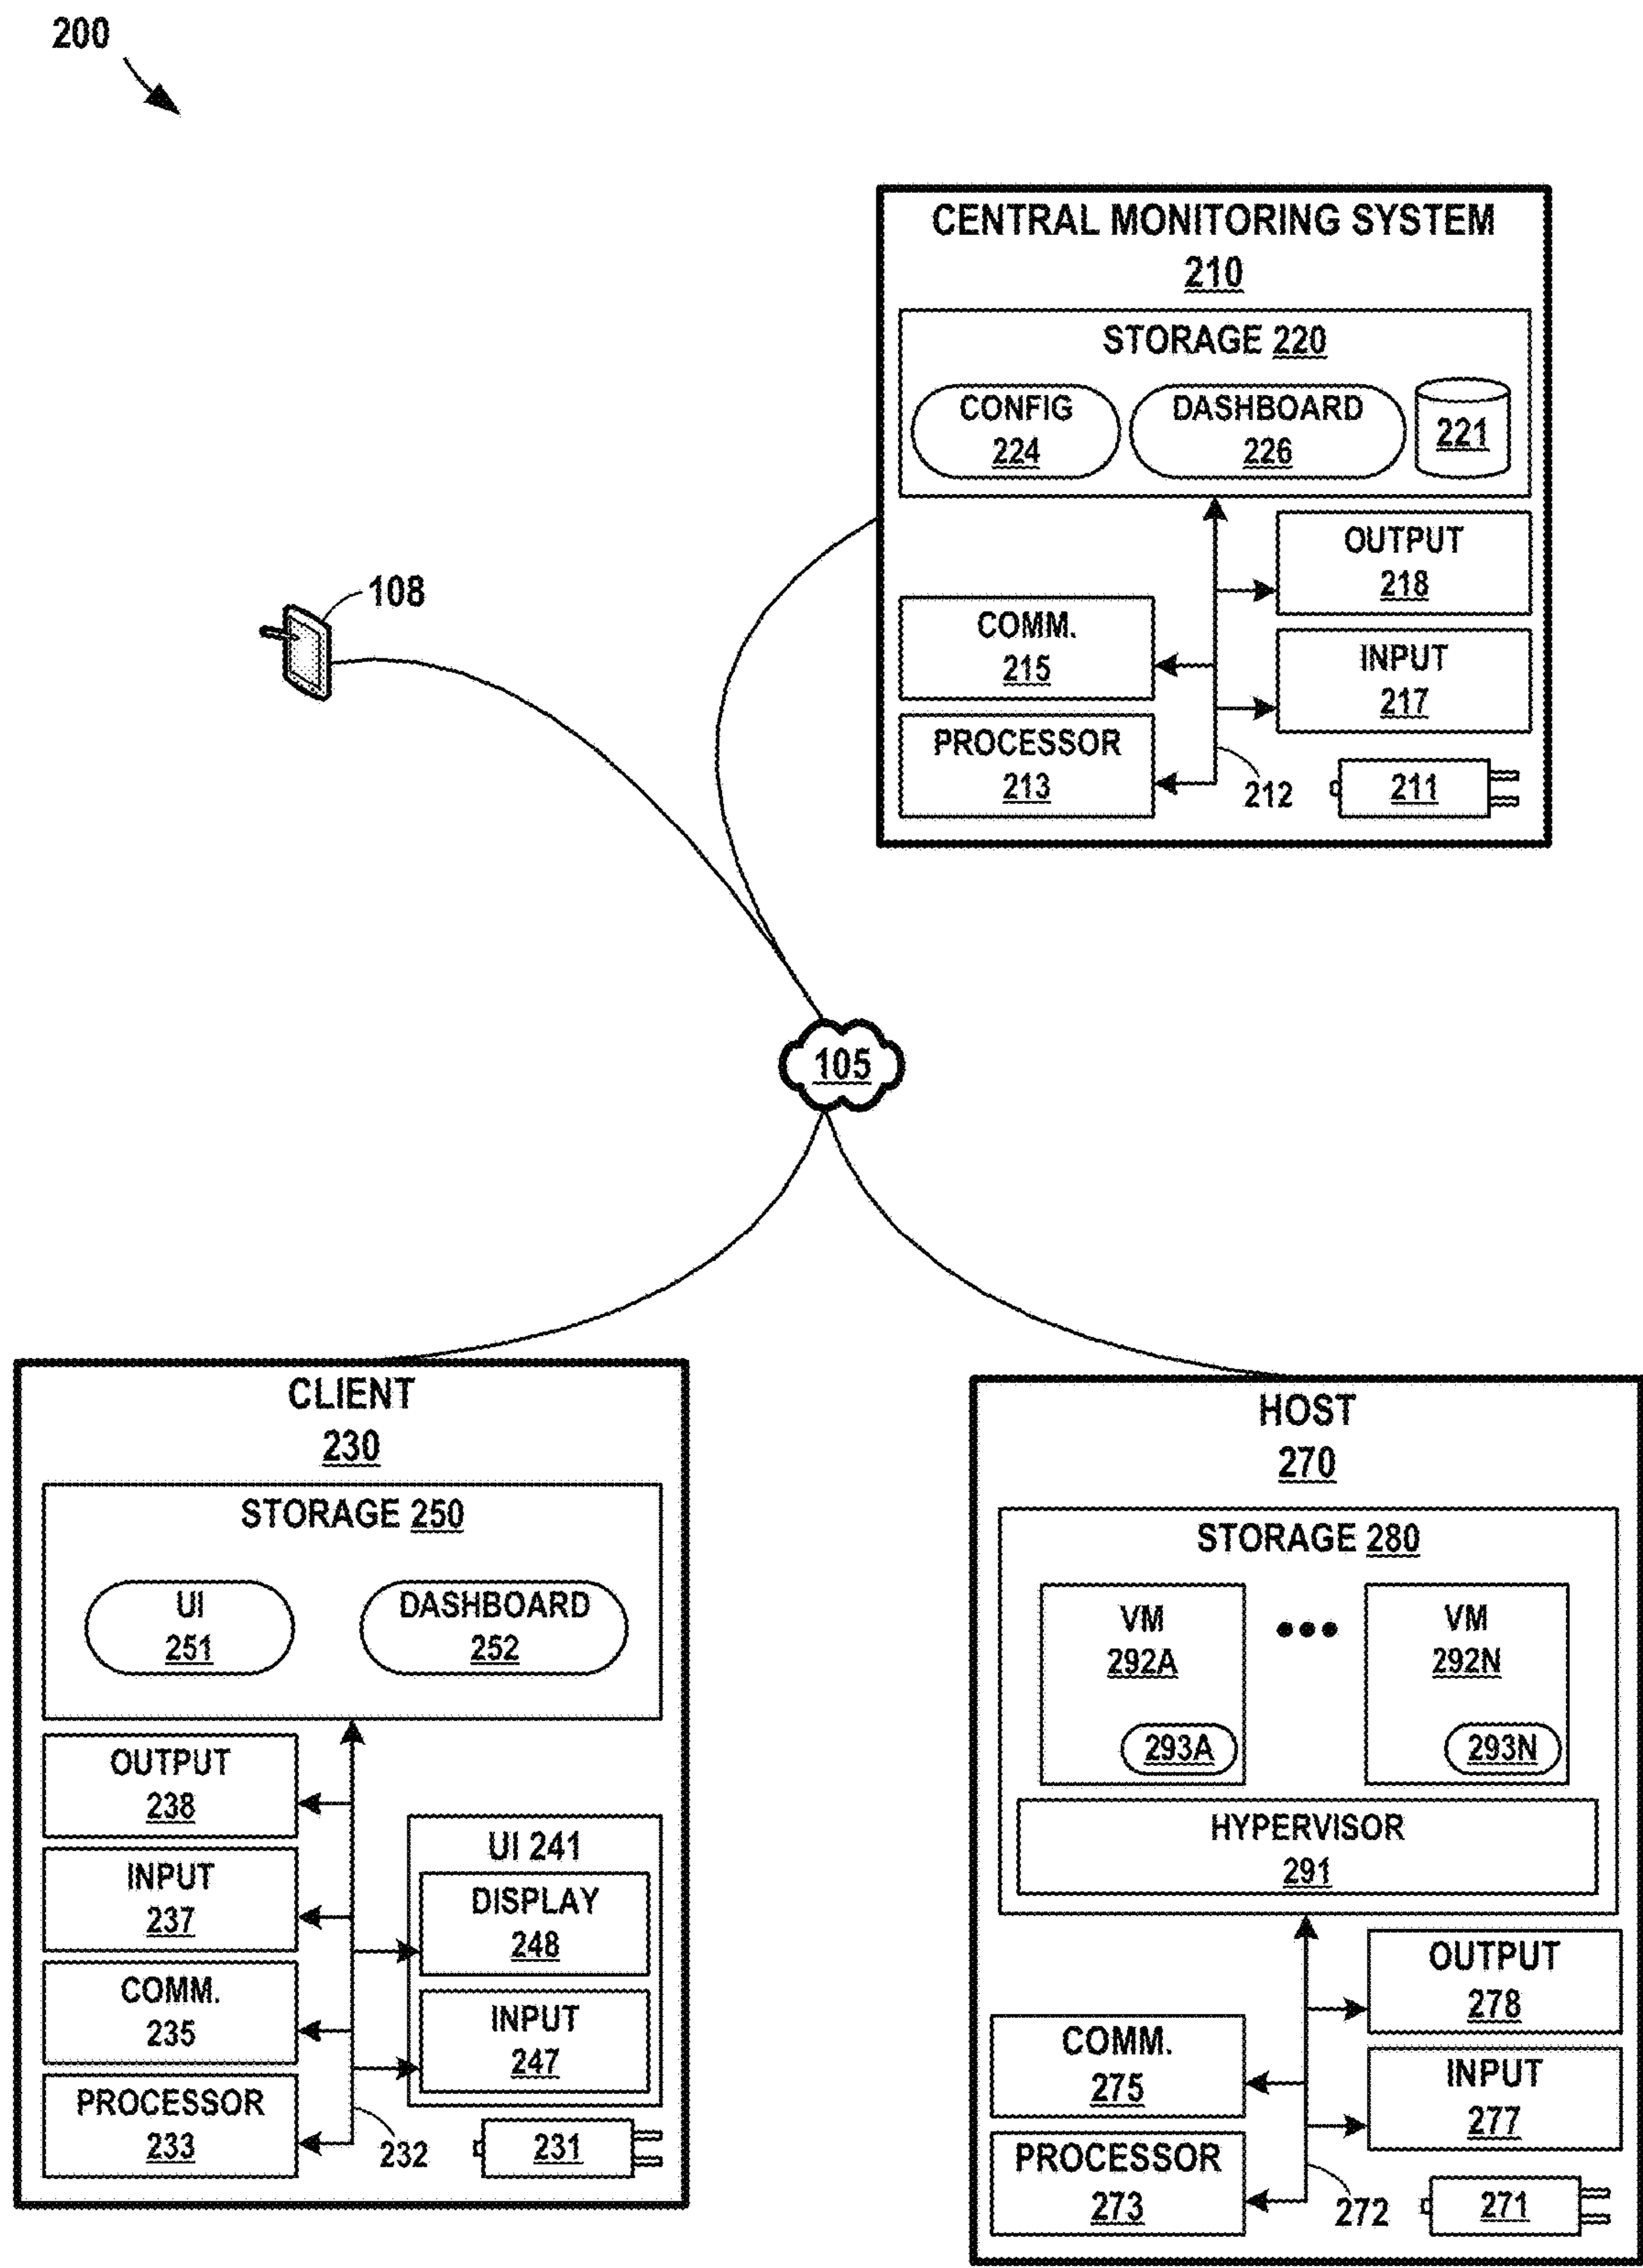 200
CENTRAL MONITORING SYSTEM
210
STORAGE 220
CONFIG
224
DASHBOARD
226
221
OUTPUT
218
COMM.
215
INPUT
217
PROCESSOR
213
212
211
108
105
CLIENT
230
STORAGE 250
UI
251
DASHBOARD
252
OUTPUT
238
INPUT
237
COMM.
235
PROCESSOR
233
UI 241
DISPLAY
248
INPUT
247
232
231
HOST
270
STORAGE 280
VM
292A
293A
VM
292N
293N
HYPERVISOR
291
OUTPUT
278
COMM.
275
INPUT
277
PROCESSOR
273
272
271